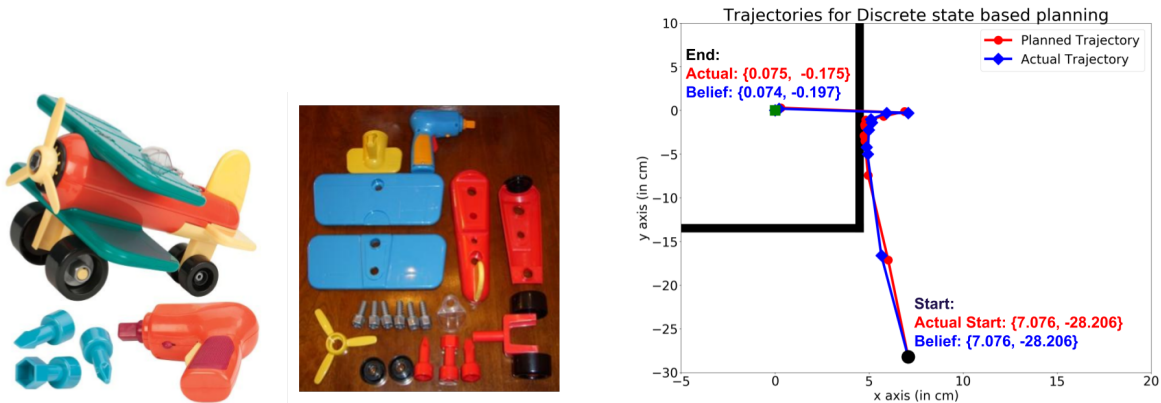 Trajectories for Discrete state based planning
Planned Trajectory
Actual Trajectory
End:
Actual: {0.075, -0.175}
Belief: {0.074, -0.197}
Start:
Actual Start: {7.076, -28.206}
Belief: {7.076, -28.206}
y axis (in cm)
10
5
0
−5
−10
−15
−20
−25
−30
−5
0
5
10
15
20
x axis (in cm)